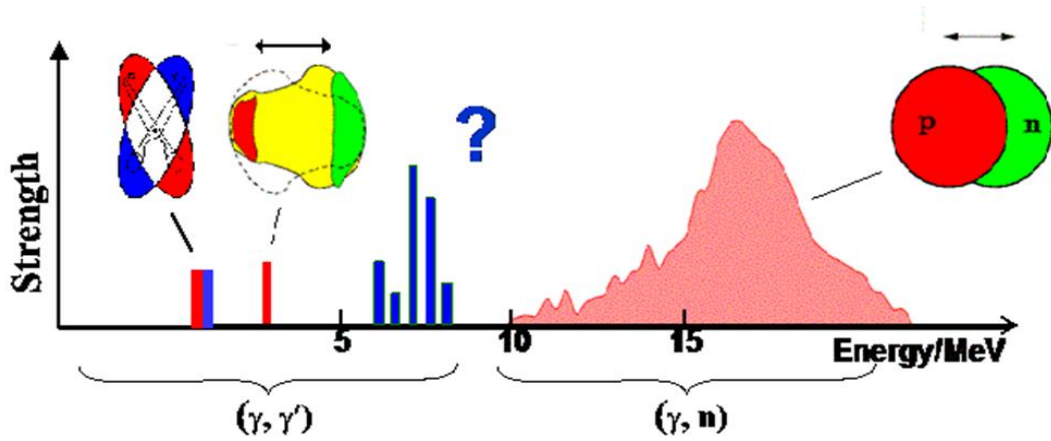 Strength
?
p
n
5
10
15
Energy/MeV
(γ, γ')
(γ, n)